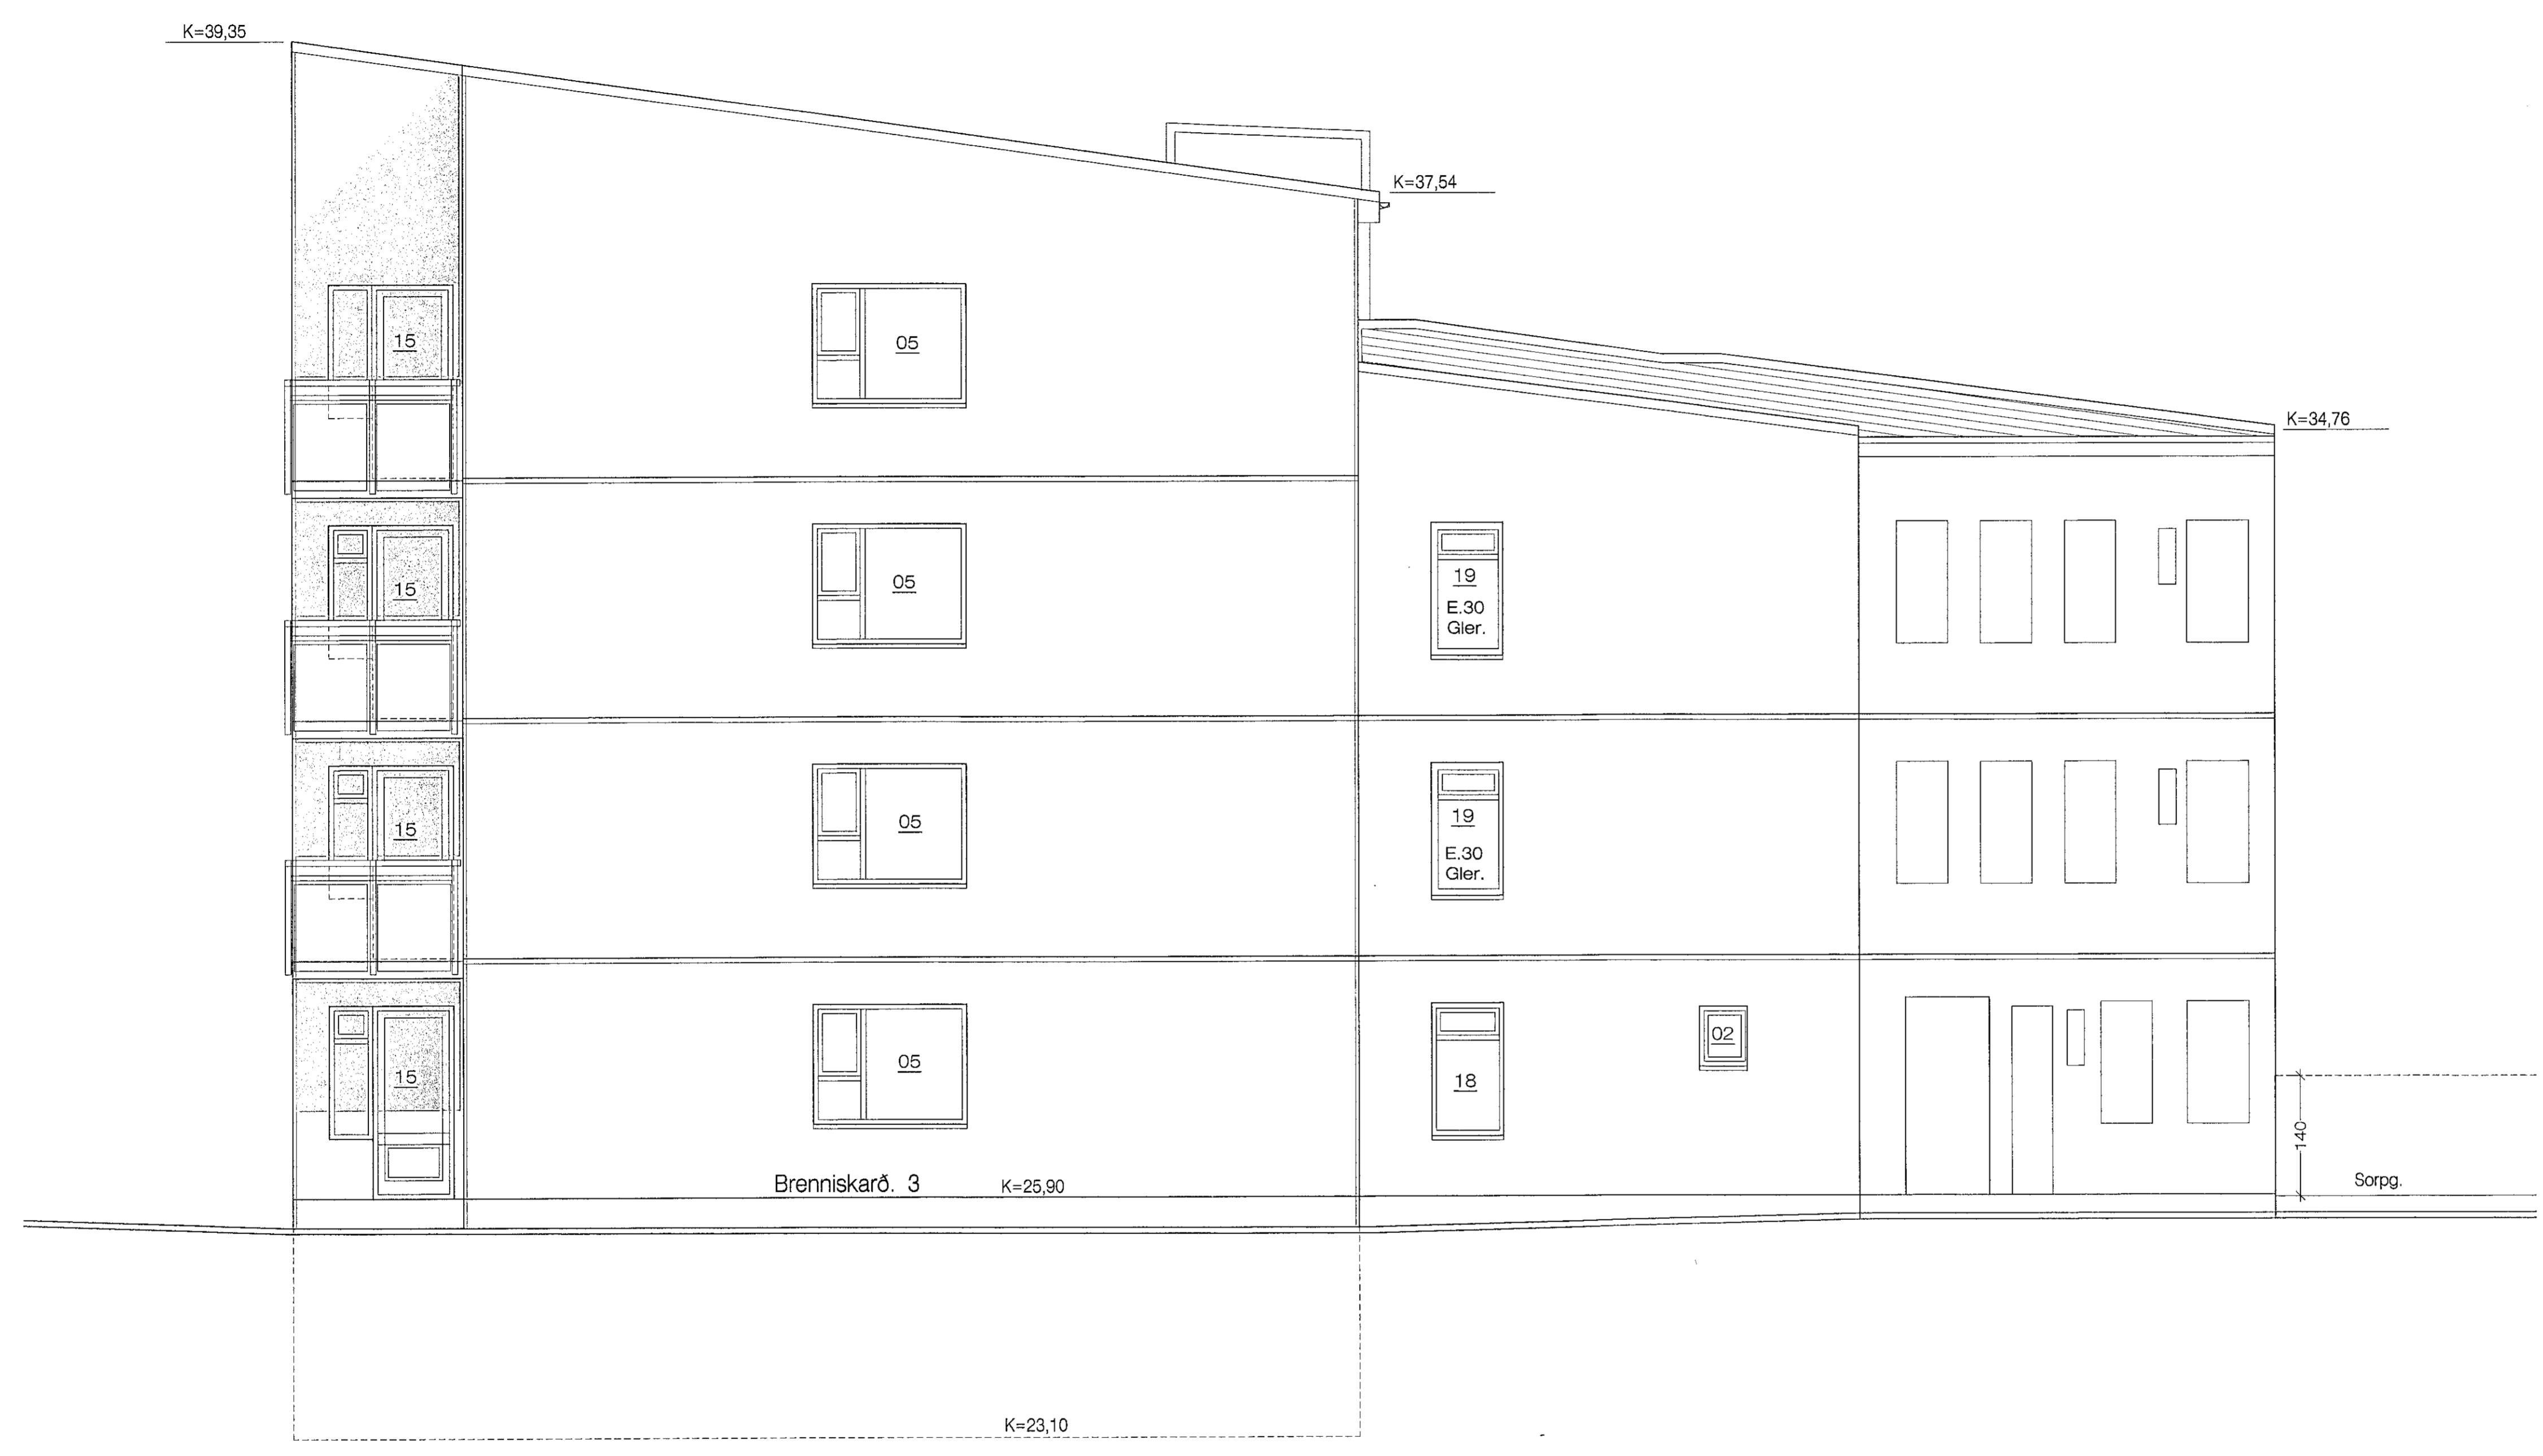 K=39,35
K=37,54
K=34,76
15
05
15
05
19
E.30
Gler.
15
05
19
E.30
Gler.
15
05
18
02
140
Brenniskarð. 3
K=25,90
Sorpg.
K=23,10